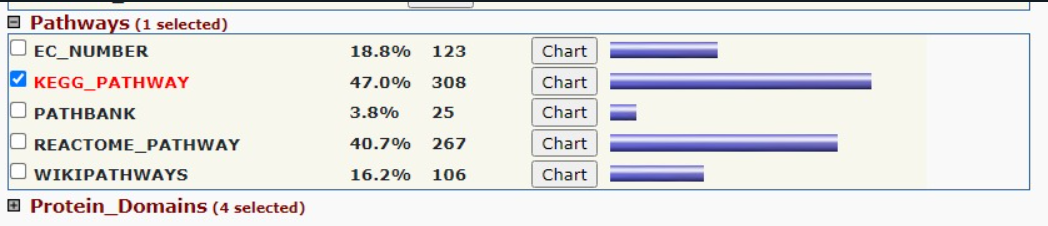 Pathways (1 selected)
EC_NUMBER 18.8% 123 Chart
KEGG_PATHWAY 47.0% 308 Chart
PATHBANK 3.8% 25 Chart
REACTOME_PATHWAY 40.7% 267 Chart
WIKIPATHWAYS 16.2% 106 Chart
Protein_Domains (4 selected)